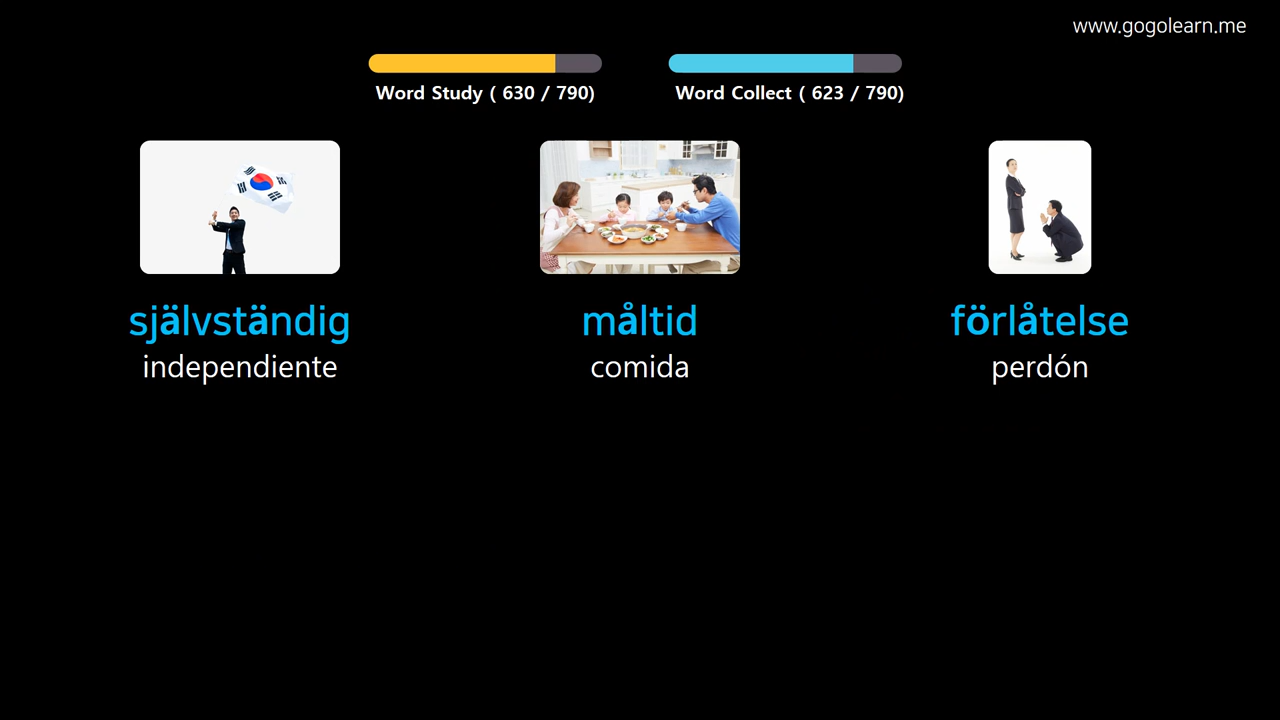 www.gogolearn.me
Word Study ( 630 / 790)
Word Collect ( 623 / 790)
självständig
måltid
förlåtelse
independiente
comida
perdón